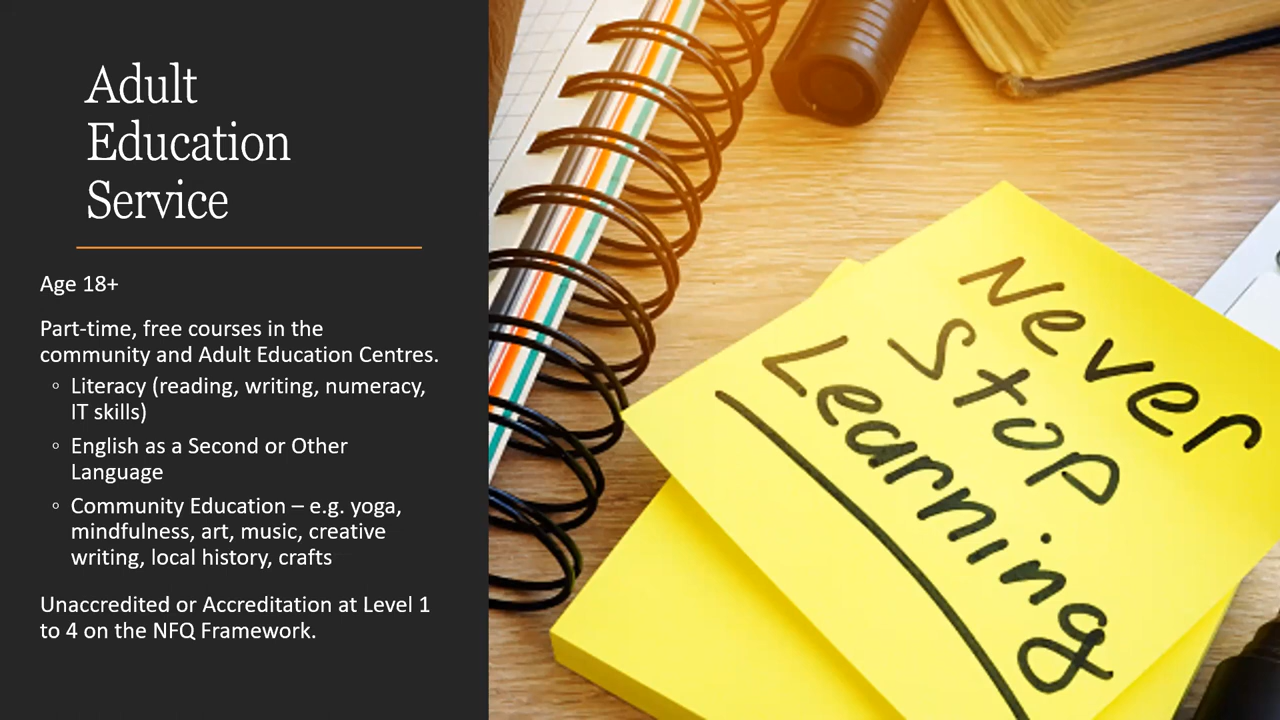 Adult
Education
Service
Age 18+
Part-time, free courses in the
community and Adult Education Centres.
◦ Literacy (reading, writing, numeracy,
IT skills)
◦ English as a Second or Other
Language
◦ Community Education – e.g. yoga,
mindfulness, art, music, creative
writing, local history, crafts
Unaccredited or Accreditation at Level 1
to 4 on the NFQ Framework.
Never
Stop
Learning